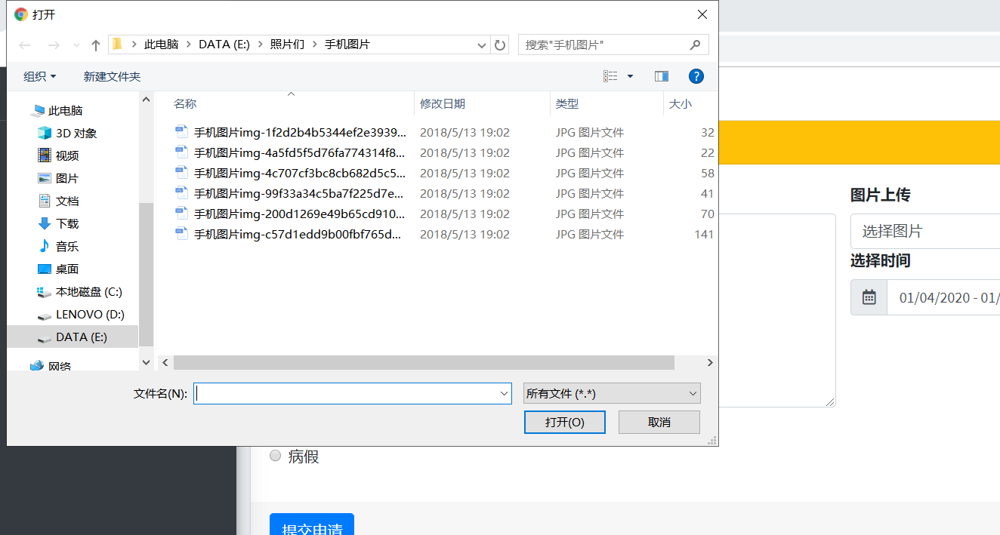 打开
此电脑 > DATA (E:) > 照片们 > 手机图片
搜索"手机图片"
组织
新建文件夹
?
名称 修改日期 类型 大小
手机图片img-1f2d2b4b5344ef2e3939... 2018/5/13 19:02 JPG 图片文件 32
手机图片img-4a5fd5f5d76fa774314f8... 2018/5/13 19:02 JPG 图片文件 22
手机图片img-4c707cf3bc8cb682d5c5... 2018/5/13 19:02 JPG 图片文件 58
手机图片img-99f33a34c5ba7f225d7e... 2018/5/13 19:02 JPG 图片文件 41
手机图片img-200d1269e49b65cd910... 2018/5/13 19:02 JPG 图片文件 70
手机图片img-c57d1edd9b00fbf765d... 2018/5/13 19:02 JPG 图片文件 141
此电脑
3D 对象
视频
图片
文档
下载
音乐
桌面
本地磁盘 (C:)
LENOVO (D:)
DATA (E:)
网络
文件名(N):
所有文件 (*.*)
打开(O)
取消
图片上传
选择图片
选择时间
01/04/2020 - 01/
病假
提交申请